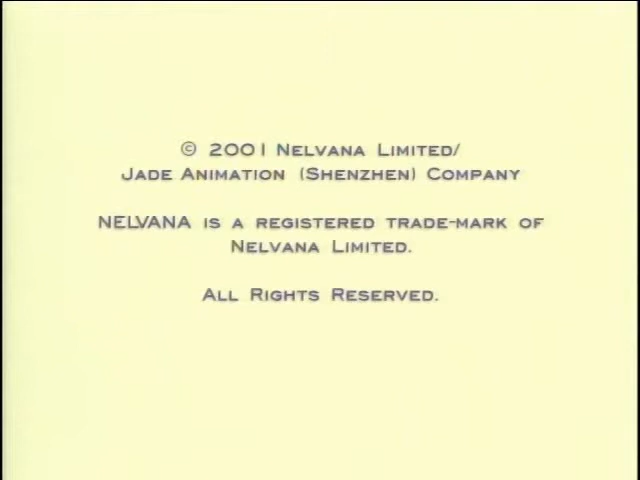 © 2001 Nelvana Limited/
Jade Animation (Shenzhen) Company
NELVANA is a registered trade-mark of
Nelvana Limited.
All Rights Reserved.